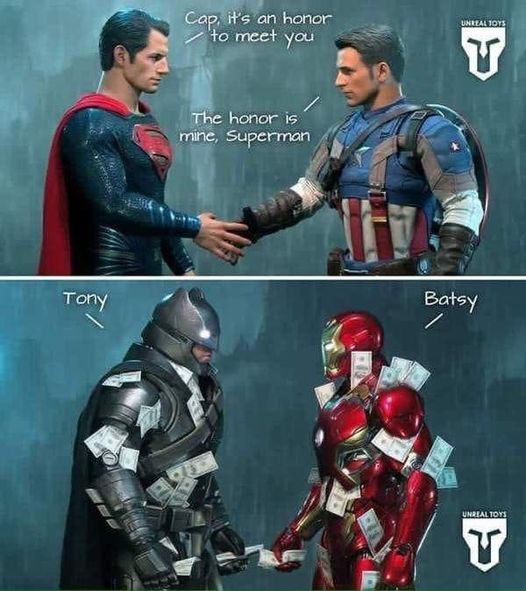 Cap, it's an honor
to meet you
UNREAL TOYS
The honor is
mine, Superman
Tony
Batsy
UNREAL TOYS